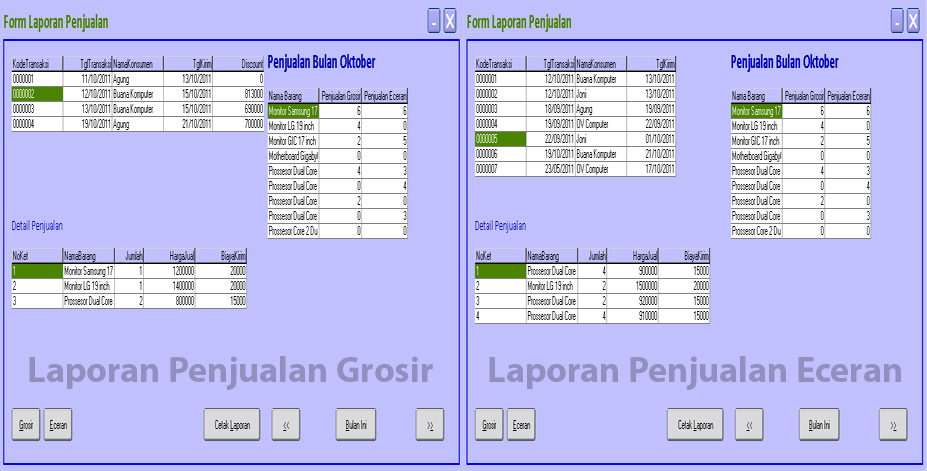 Form Laporan Penjualan
- X
KodeTransaksi TglTransaksi NamaKonsumen TglKirim Discount
0000001 11/10/2011 Agung 13/10/2011 0
0000002 12/10/2011 Buana Komputer 15/10/2011 813000
0000003 13/10/2011 Buana Komputer 15/10/2011 690000
0000004 19/10/2011 Agung 21/10/2011 700000
Penjualan Bulan Oktober
Nama Barang Penjualan Grosir Penjualan Eceran
Monitor Samsung 17 6 6
Monitor LG 19 inch 4 0
Monitor GIC 17 inch 2 5
Motherboard Gigabyt 0 0
Prossesor Dual Core 4 3
Prossesor Dual Core 0 4
Prossesor Dual Core 2 0
Prossesor Dual Core 0 3
Prossesor Core 2 Du 0 0
Detail Penjualan
NoKet NamaBarang Jumlah HargaJual BiayaKirim
1 Monitor Samsung 17 1 1200000 20000
2 Monitor LG 19 inch 1 1400000 20000
3 Prossesor Dual Core 2 800000 15000
Laporan Penjualan Grosir
Grosir Eceran Cetak Laporan << Bulan Ini >>
Form Laporan Penjualan
- X
KodeTransaksi TglTransaksi NamaKonsumen TglKirim
0000001 12/10/2011 Buana Komputer 13/10/2011
0000002 12/10/2011 Joni 13/10/2011
0000003 18/09/2011 Agung 19/09/2011
0000004 19/09/2011 DV Computer 22/09/2011
0000005 22/09/2011 Joni 01/10/2011
0000006 19/10/2011 Buana Komputer 21/10/2011
0000007 23/05/2011 DV Computer 17/10/2011
Penjualan Bulan Oktober
Nama Barang Penjualan Grosir Penjualan Eceran
Monitor Samsung 17 6 6
Monitor LG 19 inch 4 0
Monitor GIC 17 inch 2 5
Motherboard Gigabyt 0 0
Prossesor Dual Core 4 3
Prossesor Dual Core 0 4
Prossesor Dual Core 2 0
Prossesor Dual Core 0 3
Prossesor Core 2 Du 0 0
Detail Penjualan
NoKet NamaBarang Jumlah HargaJual BiayaKirim
1 Prossesor Dual Core 4 900000 15000
2 Monitor LG 19 inch 2 1500000 20000
3 Prossesor Dual Core 2 920000 15000
4 Prossesor Dual Core 4 910000 15000
Laporan Penjualan Eceran
Grosir Eceran Cetak Laporan << Bulan Ini >>